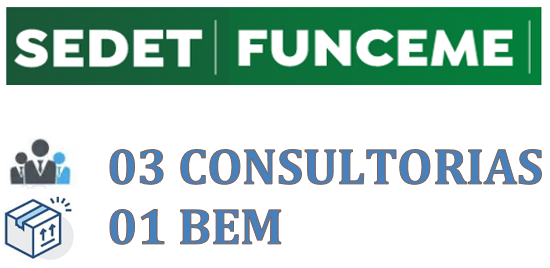 SEDET | FUNCEME |
03 CONSULTORIAS
01 BEM